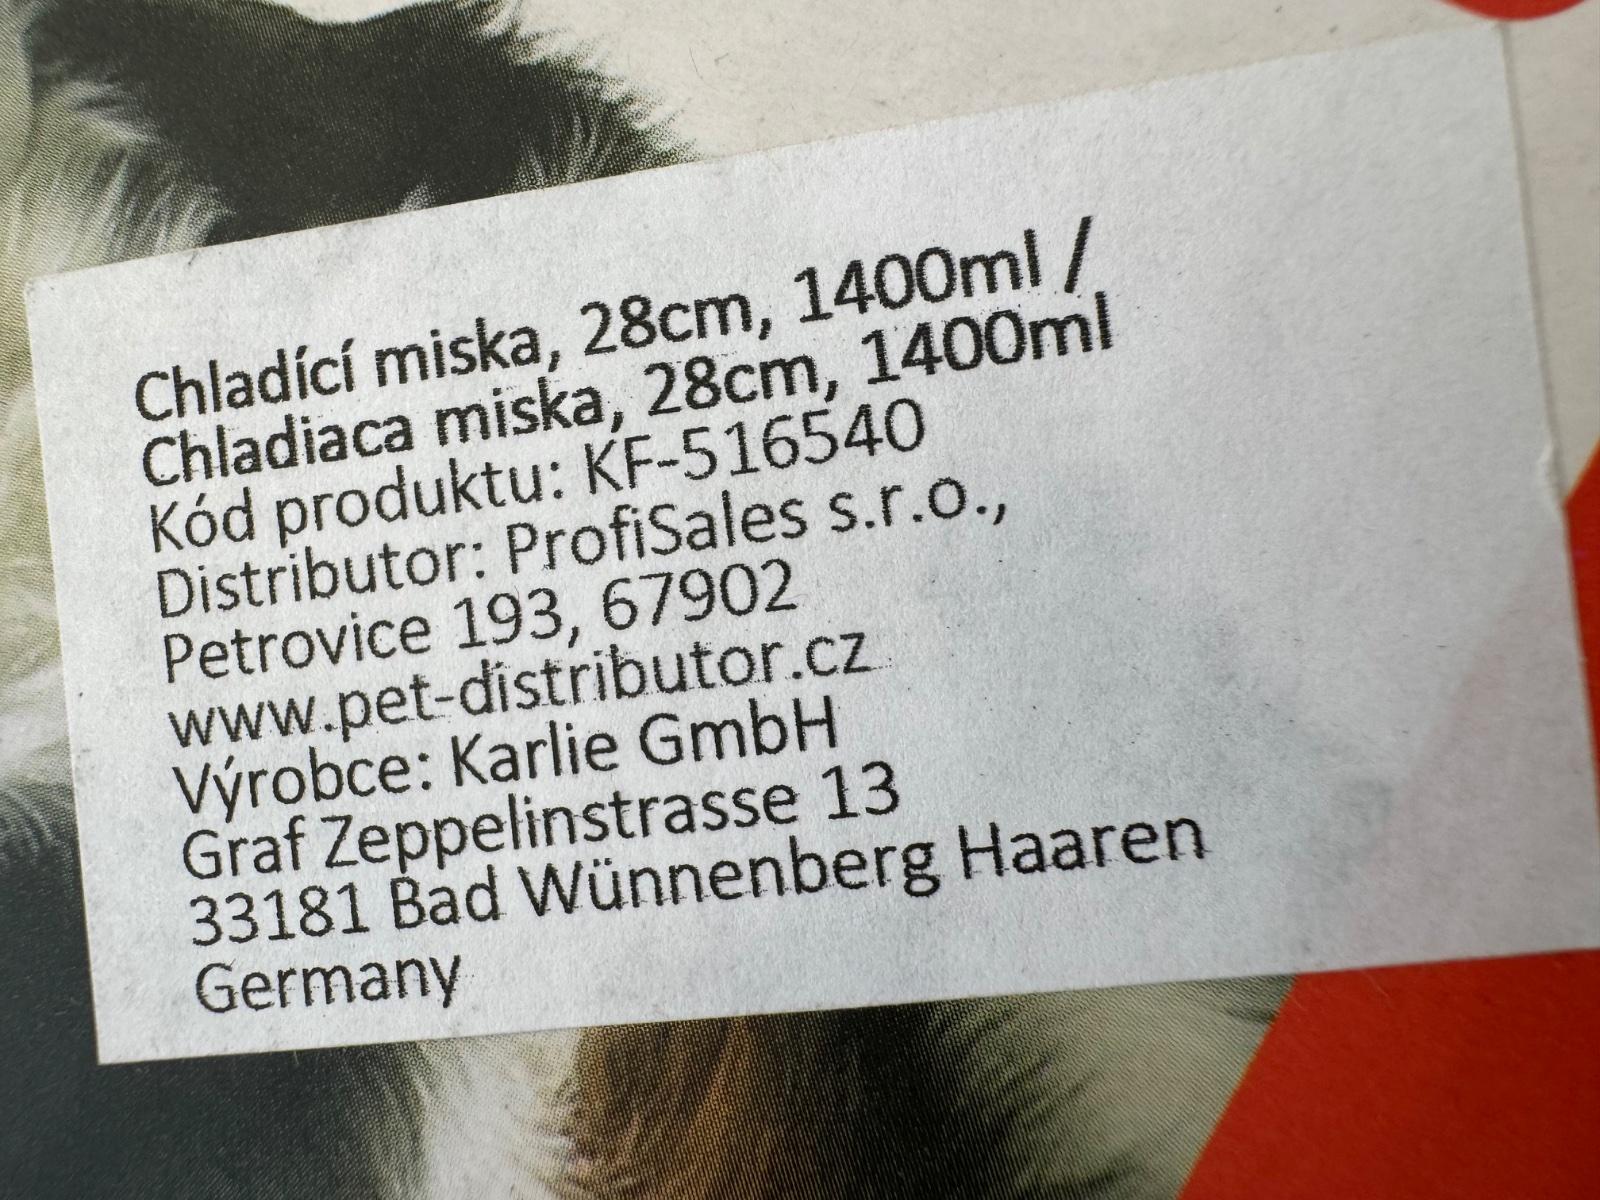 Chladící miska, 28cm, 1400ml /
Chladiaca miska, 28cm, 1400ml
Kód produktu: KF-516540
Distributor: ProfiSales s.r.o.,
Petrovice 193, 67902
www.pet-distributor.cz
Výrobce: Karlie GmbH
Graf Zeppelinstrasse 13
33181 Bad Wünnenberg Haaren
Germany